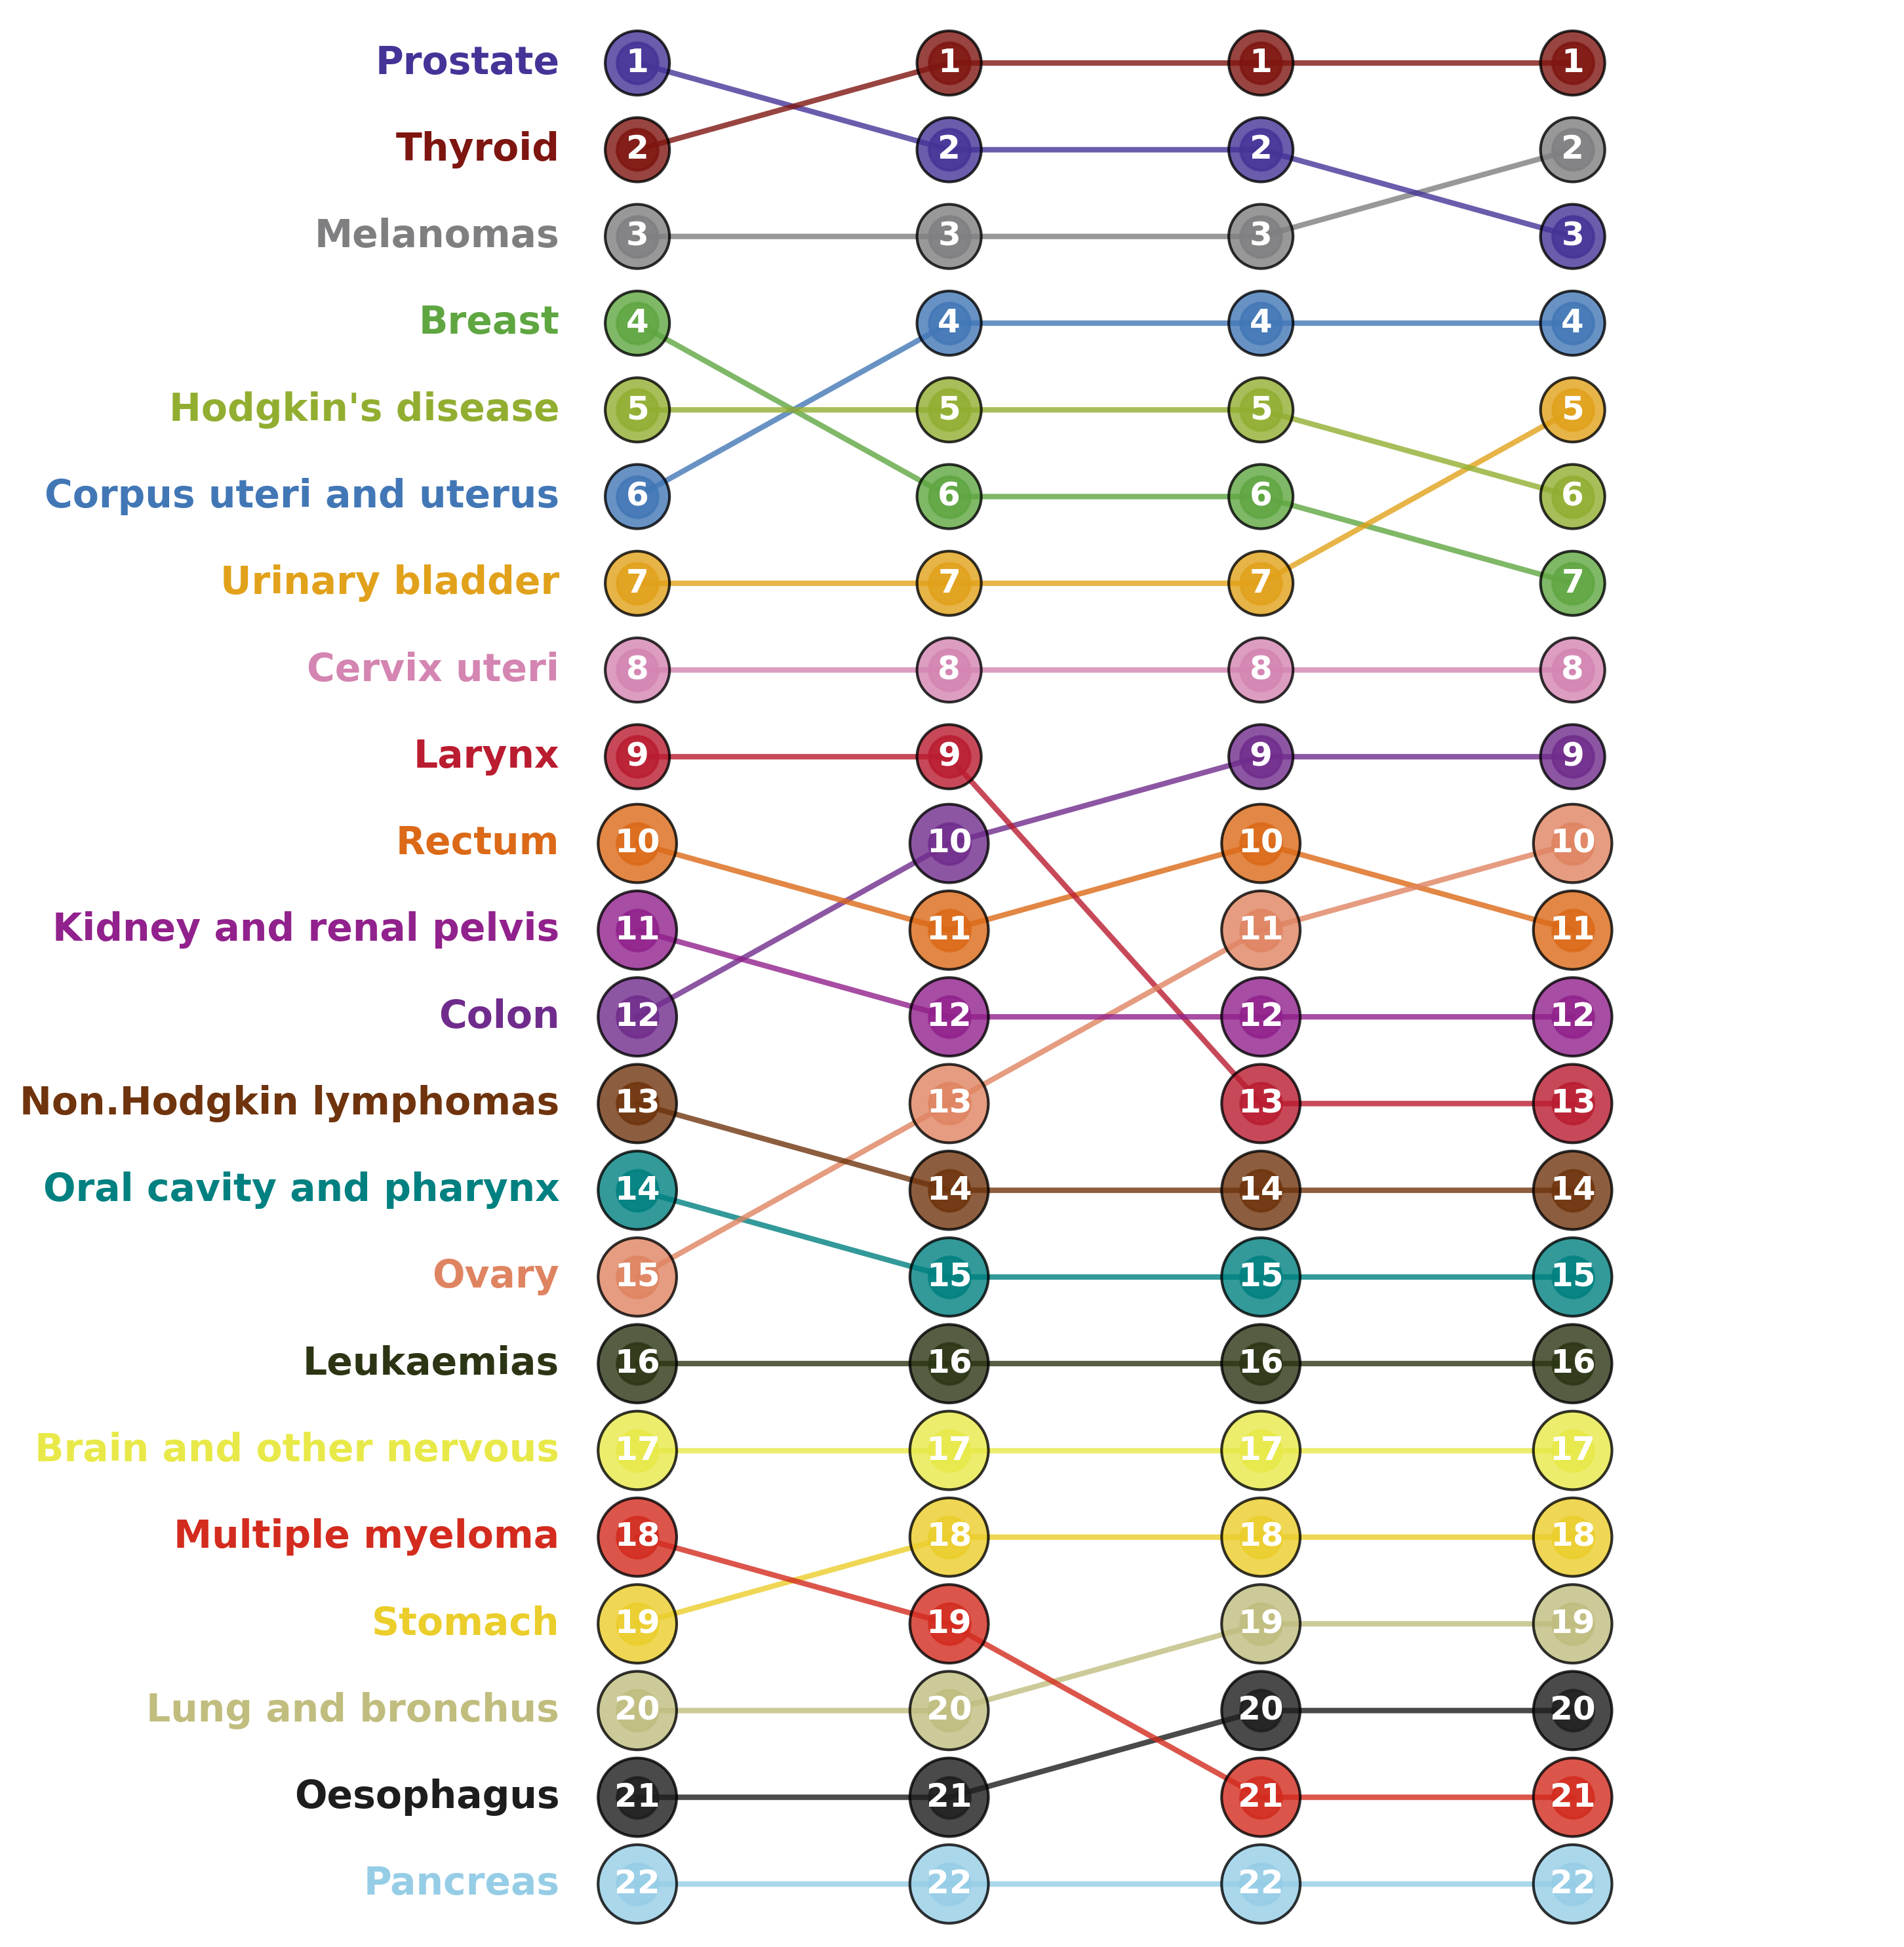 Prostate 1 1 1 1
Thyroid 2 2 2 2
Melanomas 3 3 3 3
Breast 4 4 4 4
Hodgkin's disease 5 5 5 5
Corpus uteri and uterus 6 6 6 6
Urinary bladder 7 7 7 7
Cervix uteri 8 8 8 8
Larynx 9 9 9 9
Rectum 10 10 10 10
Kidney and renal pelvis 11 11 11 11
Colon 12 12 12 12
Non.Hodgkin lymphomas 13 13 13 13
Oral cavity and pharynx 14 14 14 14
Ovary 15 15 15 15
Leukaemias 16 16 16 16
Brain and other nervous 17 17 17 17
Multiple myeloma 18 18 18 18
Stomach 19 19 19 19
Lung and bronchus 20 20 20 20
Oesophagus 21 21 21 21
Pancreas 22 22 22 22